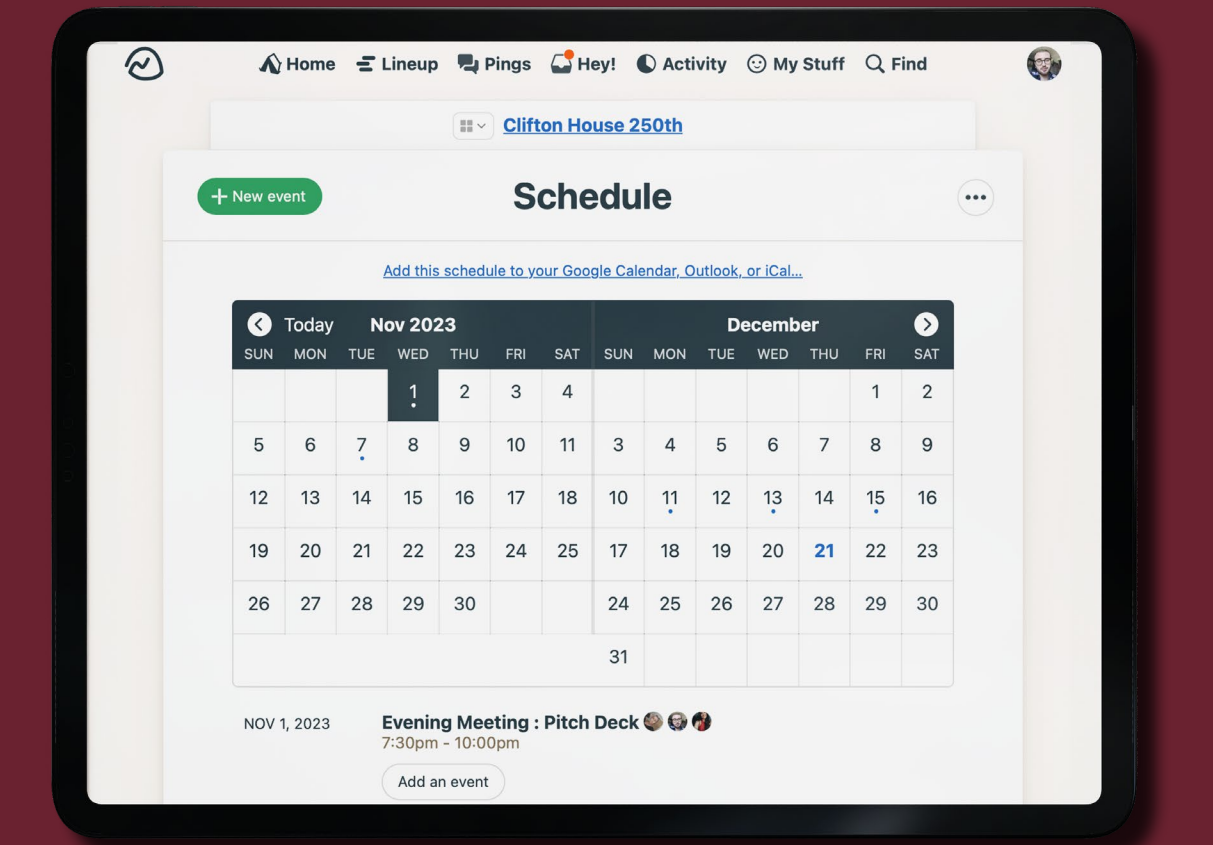 Home Lineup Pings Hey! Activity My Stuff Find
Clifton House 250th
+ New event
Schedule
Add this schedule to your Google Calendar, Outlook, or iCal...
Today Nov 2023 December
SUN MON TUE WED THU FRI SAT SUN MON TUE WED THU FRI SAT
1 2 3 4 1 2
5 6 7 8 9 10 11 3 4 5 6 7 8 9
12 13 14 15 16 17 18 10 11 12 13 14 15 16
19 20 21 22 23 24 25 17 18 19 20 21 22 23
26 27 28 29 30 24 25 26 27 28 29 30
31
NOV 1, 2023 Evening Meeting : Pitch Deck
7:30pm - 10:00pm
Add an event